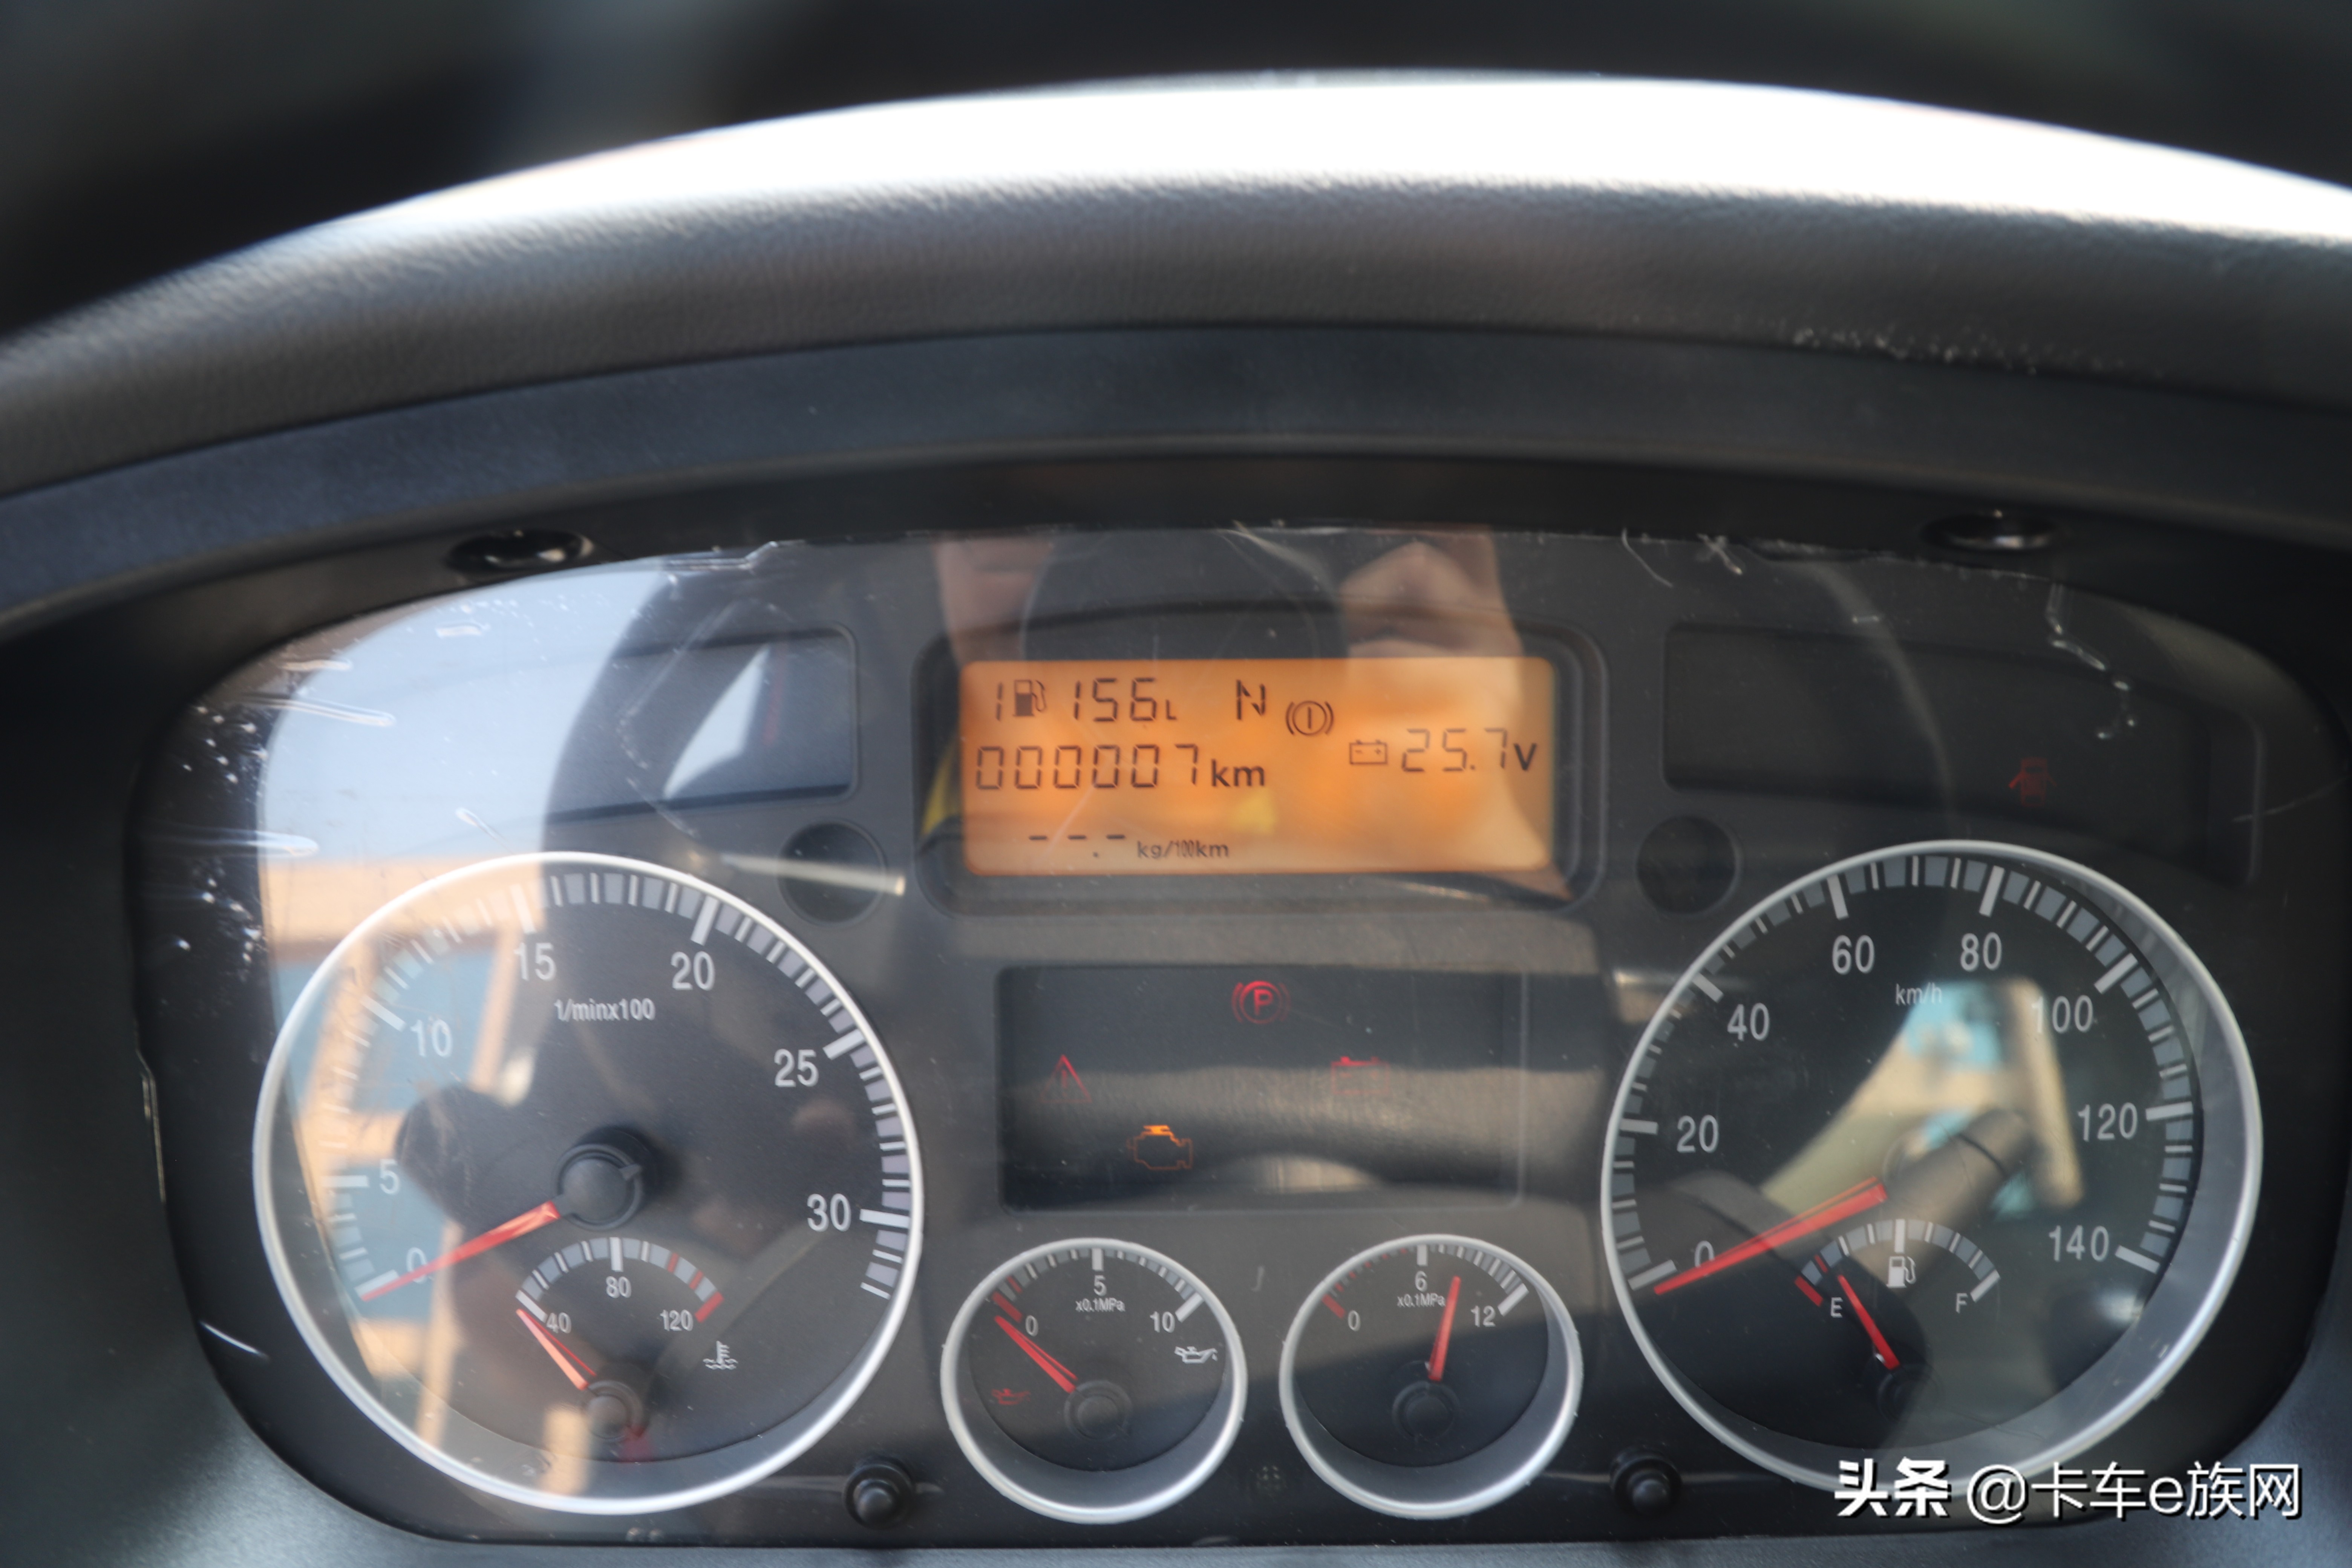 1 156L N
25.7V
000007km
--.- kg/100km
0 5 10 15 20 25 30
1/minx100
40 80 120
P
0 5 10
x0.1MPa
0 6 12
x0.1MPa
0 20 40 60 80 100 120 140
km/h
E F
头条 @卡车e族网